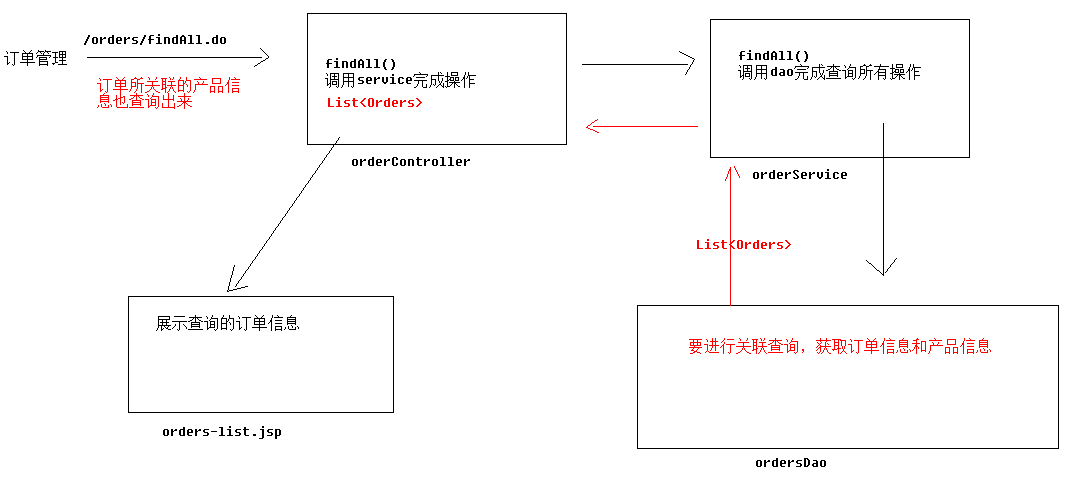 订单管理
/orders/findAll.do
订单所关联的产品信
息也查询出来
findAll()
调用service完成操作
List<Orders>
orderController
findAll()
调用dao完成查询所有操作
orderService
List<Orders>
展示查询的订单信息
orders-list.jsp
要进行关联查询，获取订单信息和产品信息
ordersDao